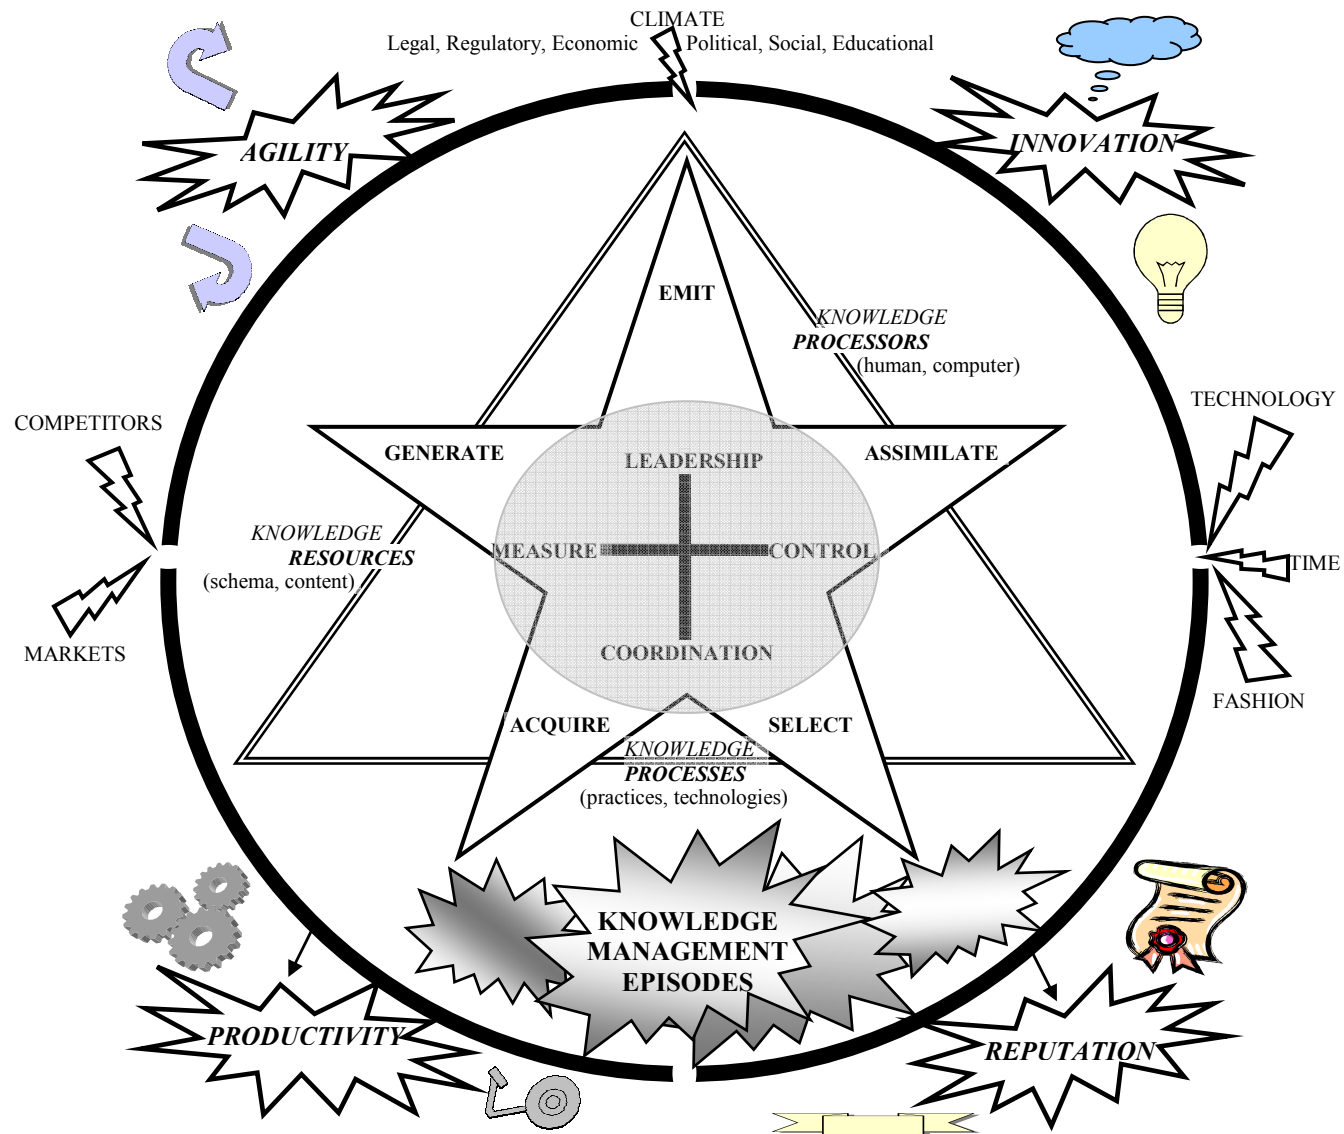 CLIMATE
Legal, Regulatory, Economic Political, Social, Educational
AGILITY
INNOVATION
EMIT
KNOWLEDGE
PROCESSORS
(human, computer)
COMPETITORS
TECHNOLOGY
GENERATE
ASSIMILATE
LEADERSHIP
KNOWLEDGE
RESOURCES
(schema, content)
MEASURE
CONTROL
TIME
MARKETS
COORDINATION
FASHION
ACQUIRE
SELECT
KNOWLEDGE
PROCESSES
(practices, technologies)
KNOWLEDGE
MANAGEMENT
EPISODES
PRODUCTIVITY
REPUTATION